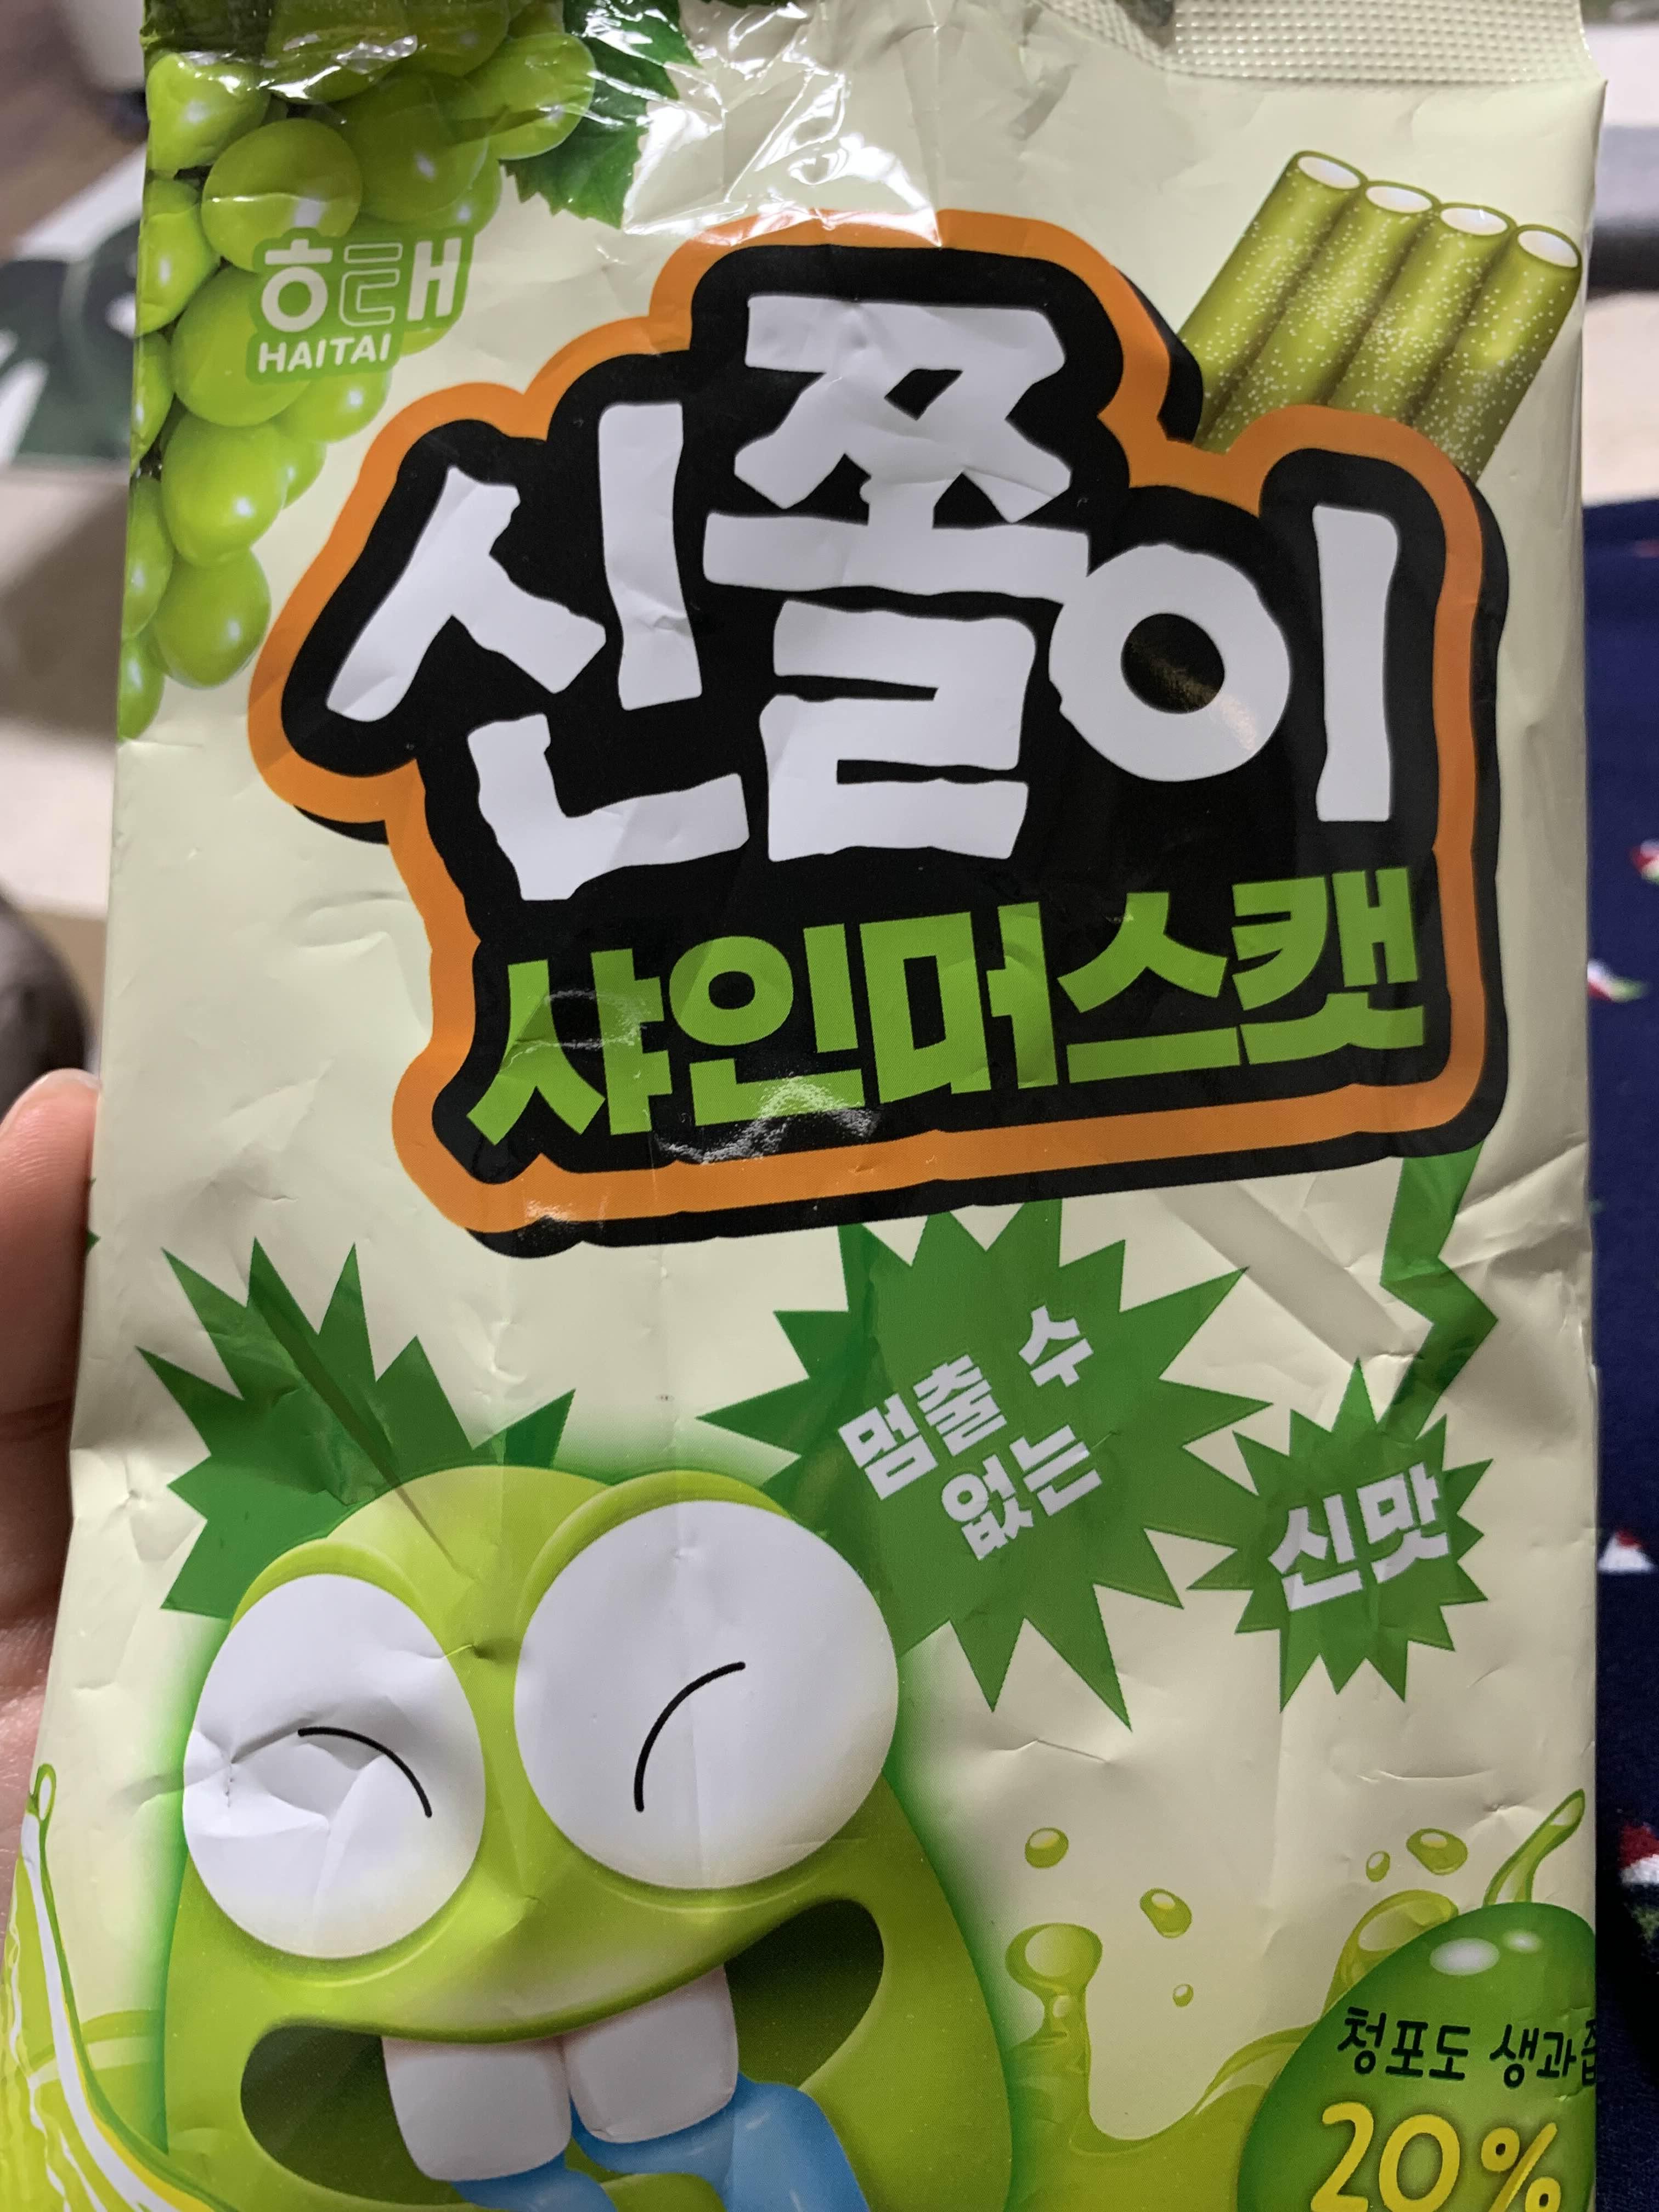 해태
HAITAI
신쫄이
샤인머스캣
멈출 수
없는
신맛
청포도 생과즙
20%